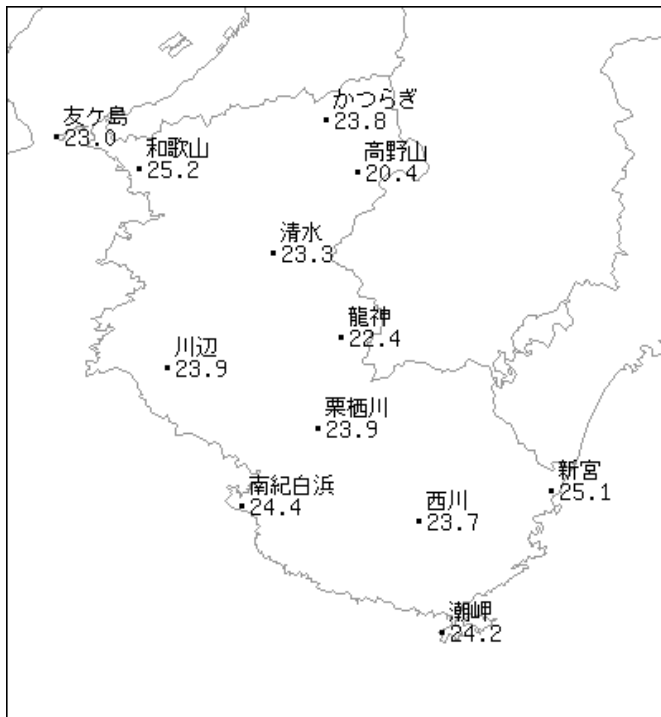 かつらぎ
23.8
友ケ島
23.0
和歌山
25.2
高野山
20.4
清水
23.3
龍神
22.4
川辺
23.9
栗栖川
23.9
新宮
25.1
南紀白浜
24.4
西川
23.7
潮岬
24.2